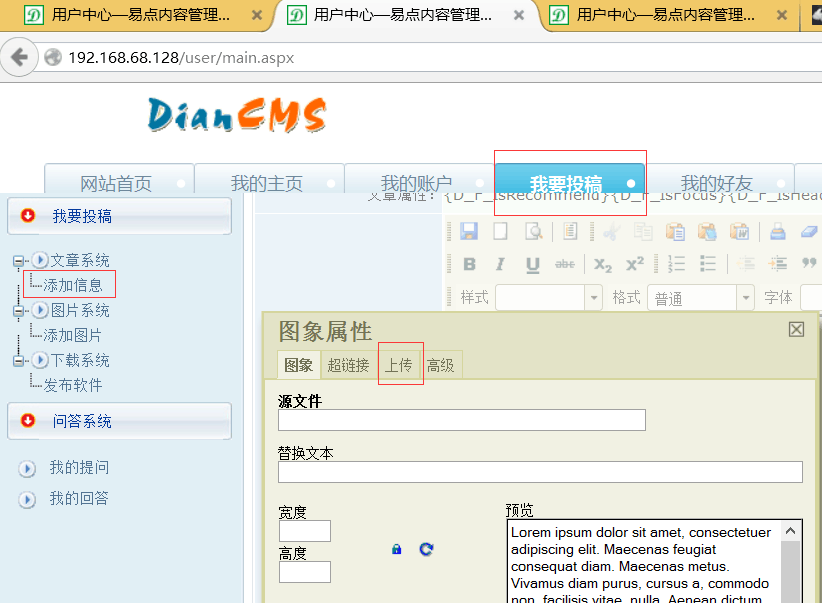 用户中心—易点内容管理...
用户中心—易点内容管理...
用户中心—易点内容管理...
192.168.68.128/user/main.aspx
DianCMS
网站首页
我的主页
我的账户
我要投稿
我的好友
文章属性: {D_F_IsRecommend}{D_F_IsFocus}{D_F_IsHead
我要投稿
文章系统
添加信息
图片系统
添加图片
下载系统
发布软件
问答系统
我的提问
我的回答
B I U abc X₂ X²
样式
格式
普通
字体
图象属性
图象
超链接
上传
高级
源文件
替换文本
宽度
高度
预览
Lorem ipsum dolor sit amet, consectetuer
adipiscing elit. Maecenas feugiat
consequat diam. Maecenas metus.
Vivamus diam purus, cursus a, commodo
non, facilisis vitae, nulla. Aenean dictum